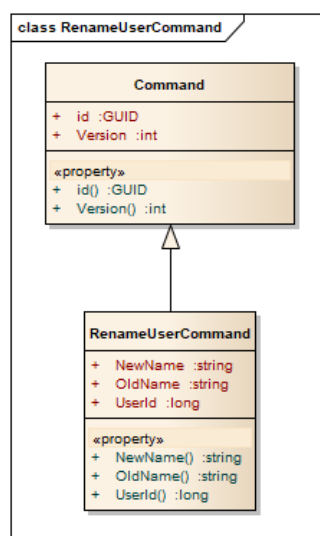 class RenameUserCommand
Command
+ id :GUID
+ Version :int
«property»
+ id() :GUID
+ Version() :int
RenameUserCommand
+ NewName :string
+ OldName :string
+ UserId :long
«property»
+ NewName() :string
+ OldName() :string
+ UserId() :long